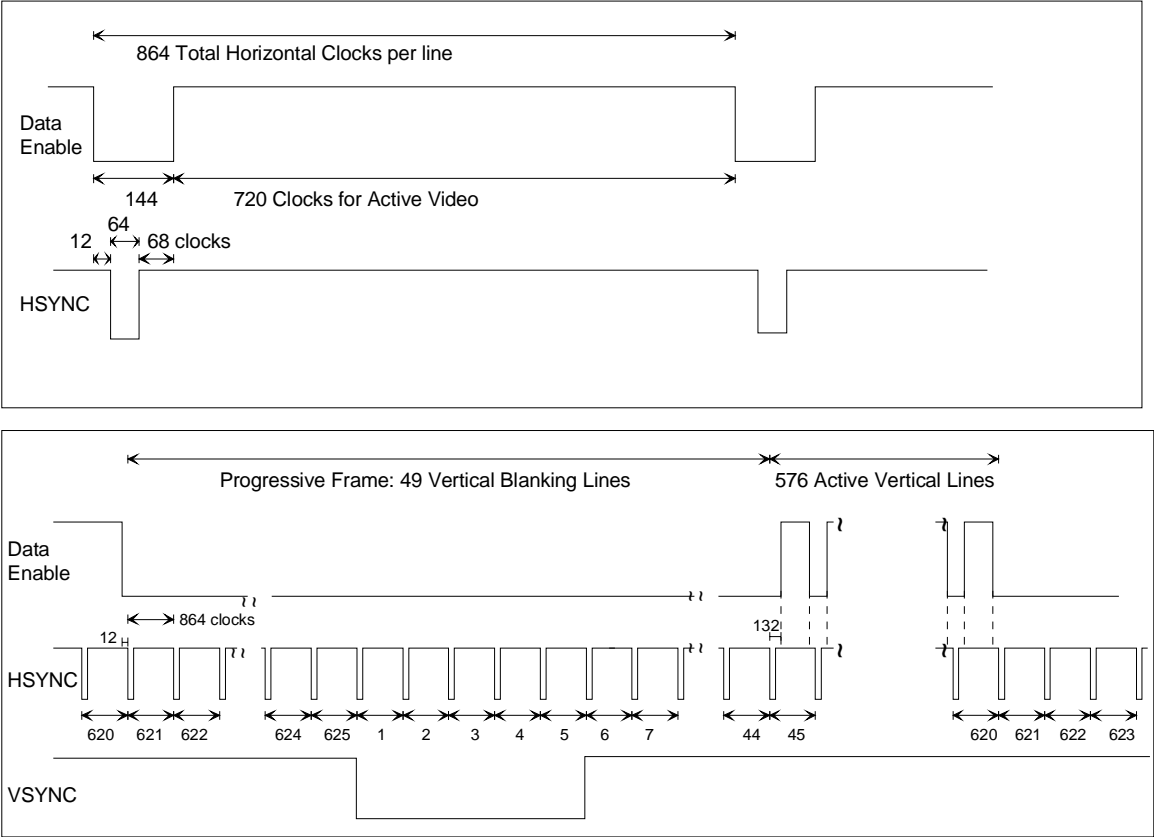 864 Total Horizontal Clocks per line
Data
Enable
144
720 Clocks for Active Video
64
12
68 clocks
HSYNC
Progressive Frame: 49 Vertical Blanking Lines
576 Active Vertical Lines
Data
Enable
864 clocks
12
132
HSYNC
620 621 622 624 625 1 2 3 4 5 6 7 44 45 620 621 622 623
VSYNC